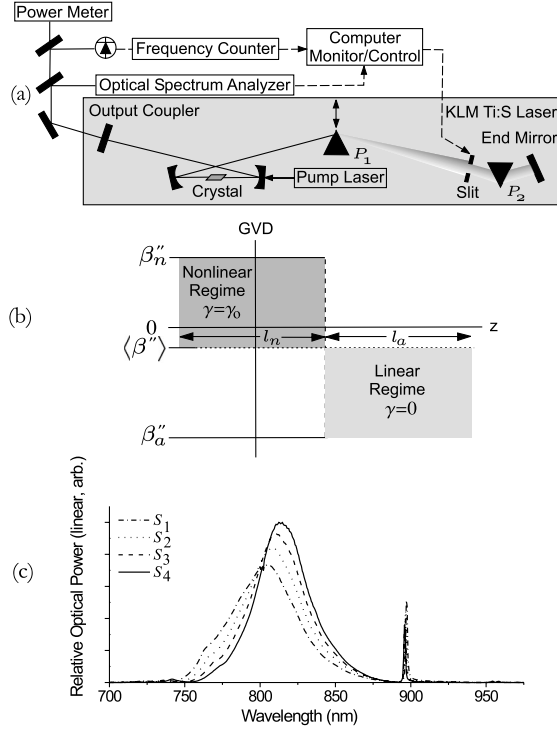 Power Meter
Frequency Counter
Computer
Monitor/Control
Optical Spectrum Analyzer
(a)
Output Coupler
KLM Ti:S Laser
End Mirror
P₁
Pump Laser
Crystal
Slit
P₂
GVD
β″ₙ
Nonlinear
Regime
γ=γ₀
(b)
0
z
lₙ
lₐ
⟨β″⟩
Linear
Regime
γ=0
β″ₐ
Relative Optical Power (linear, arb.)
S₁
S₂
S₃
S₄
(c)
700 750 800 850 900 950
Wavelength (nm)